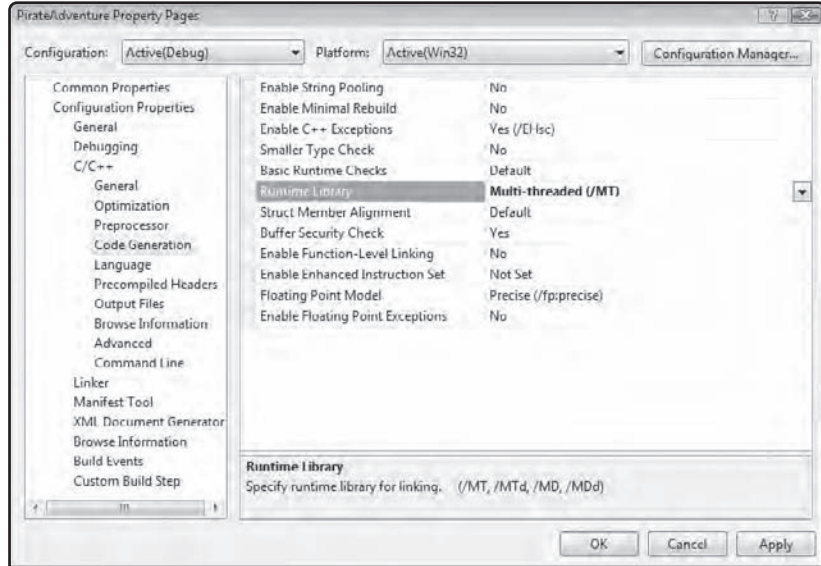 PirateAdventure Property Pages
Configuration: Active(Debug) Platform: Active(Win32) Configuration Manager...
Common Properties
Configuration Properties
General
Debugging
C/C++
General
Optimization
Preprocessor
Code Generation
Language
Precompiled Headers
Output Files
Browse Information
Advanced
Command Line
Linker
Manifest Tool
XML Document Generator
Browse Information
Build Events
Custom Build Step
Enable String Pooling No
Enable Minimal Rebuild No
Enable C++ Exceptions Yes (/EHsc)
Smaller Type Check No
Basic Runtime Checks Default
Runtime Library Multi-threaded (/MT)
Struct Member Alignment Default
Buffer Security Check Yes
Enable Function-Level Linking No
Enable Enhanced Instruction Set Not Set
Floating Point Model Precise (/fp:precise)
Enable Floating Point Exceptions No
Runtime Library
Specify runtime library for linking. (/MT, /MTd, /MD, /MDd)
OK Cancel Apply